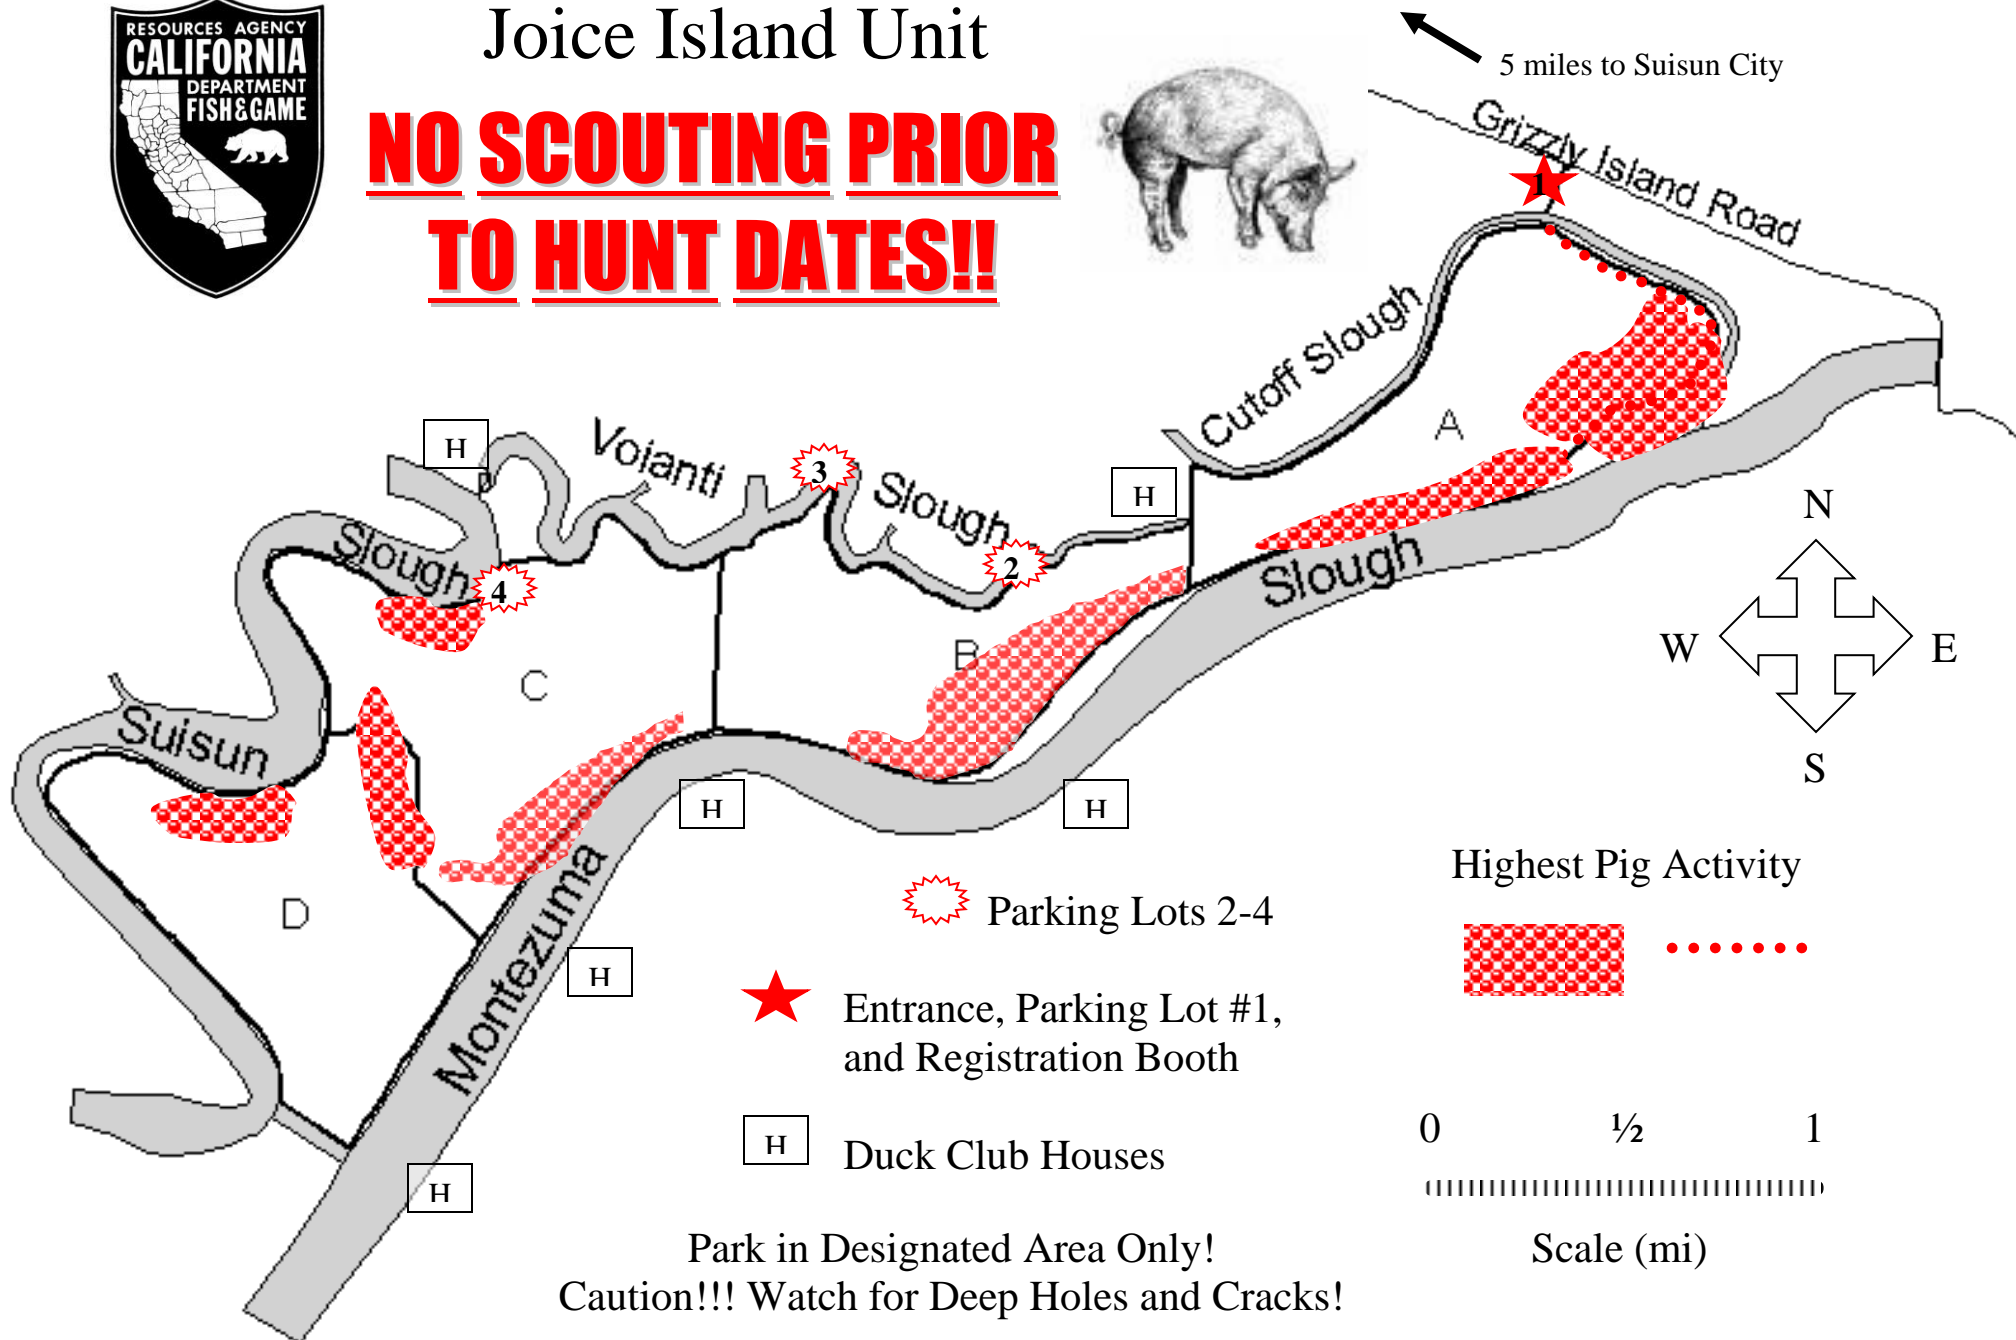 RESOURCES AGENCY
CALIFORNIA
DEPARTMENT
FISH&GAME
Joice Island Unit
NO SCOUTING PRIOR
TO HUNT DATES!!
5 miles to Suisun City
Grizzly Island Road
1
Cutoff Slough
A
H
Voianti
3
Slough
H
2
Slough
4
Slough
N
W
E
S
B
C
Suisun
H
H
D
Montezuma
H
H
Highest Pig Activity
Parking Lots 2-4
Entrance, Parking Lot #1,
and Registration Booth
H
Duck Club Houses
0 ½ 1
Scale (mi)
Park in Designated Area Only!
Caution!!! Watch for Deep Holes and Cracks!